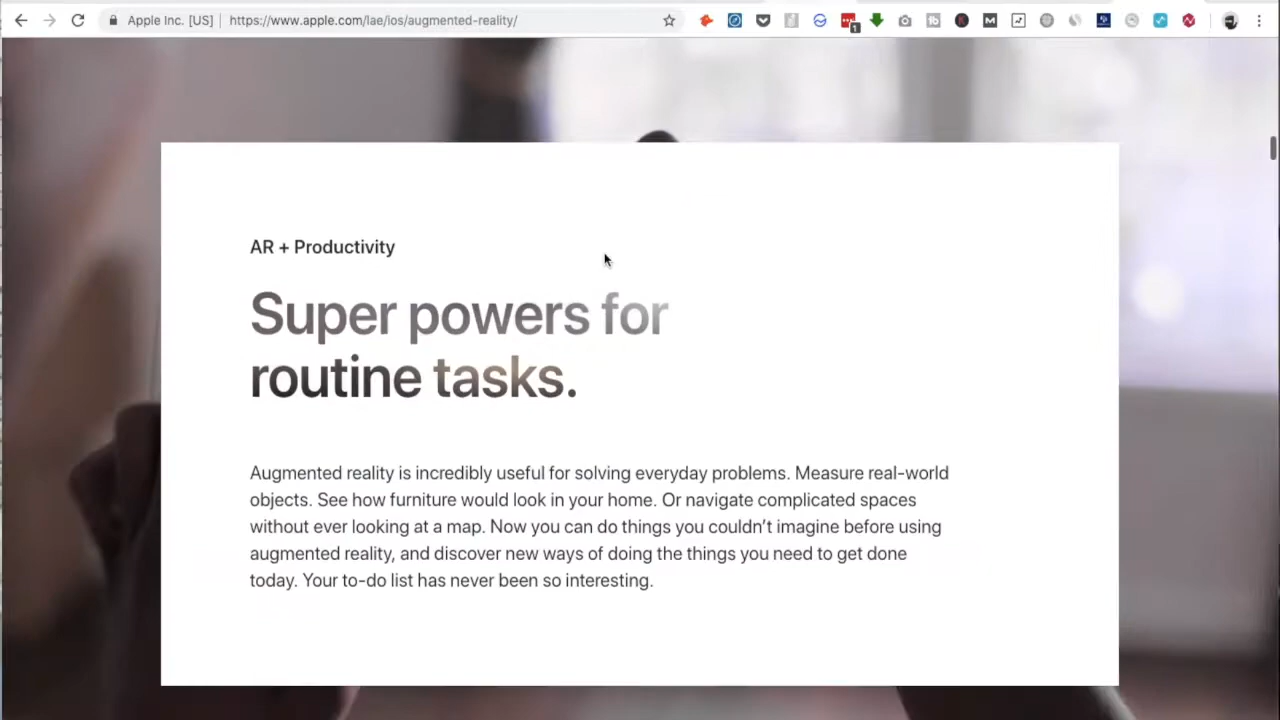 Apple Inc. [US] | https://www.apple.com/lae/ios/augmented-reality/
1
AR + Productivity
Super powers for
routine tasks.
Augmented reality is incredibly useful for solving everyday problems. Measure real-world
objects. See how furniture would look in your home. Or navigate complicated spaces
without ever looking at a map. Now you can do things you couldn’t imagine before using
augmented reality, and discover new ways of doing the things you need to get done
today. Your to-do list has never been so interesting.